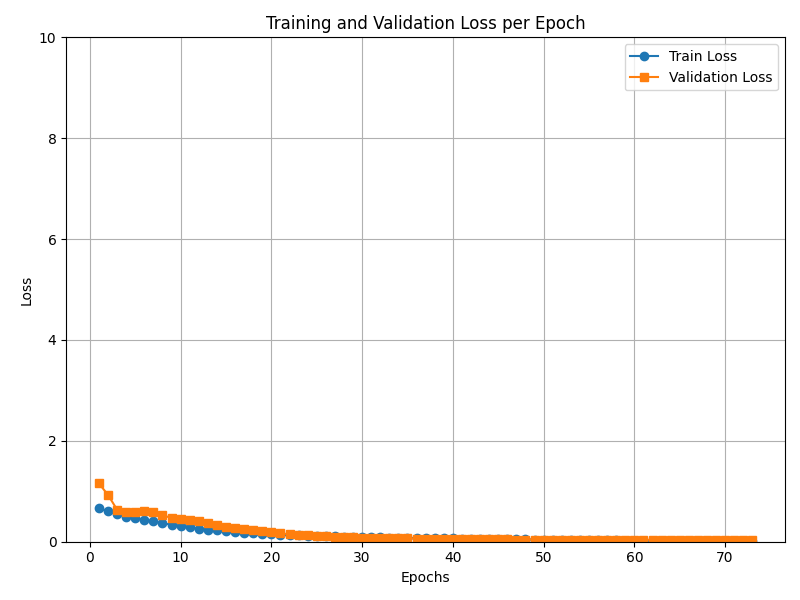 Training and Validation Loss per Epoch
Train Loss
Validation Loss
10
8
6
4
2
0
Loss
0 10 20 30 40 50 60 70
Epochs